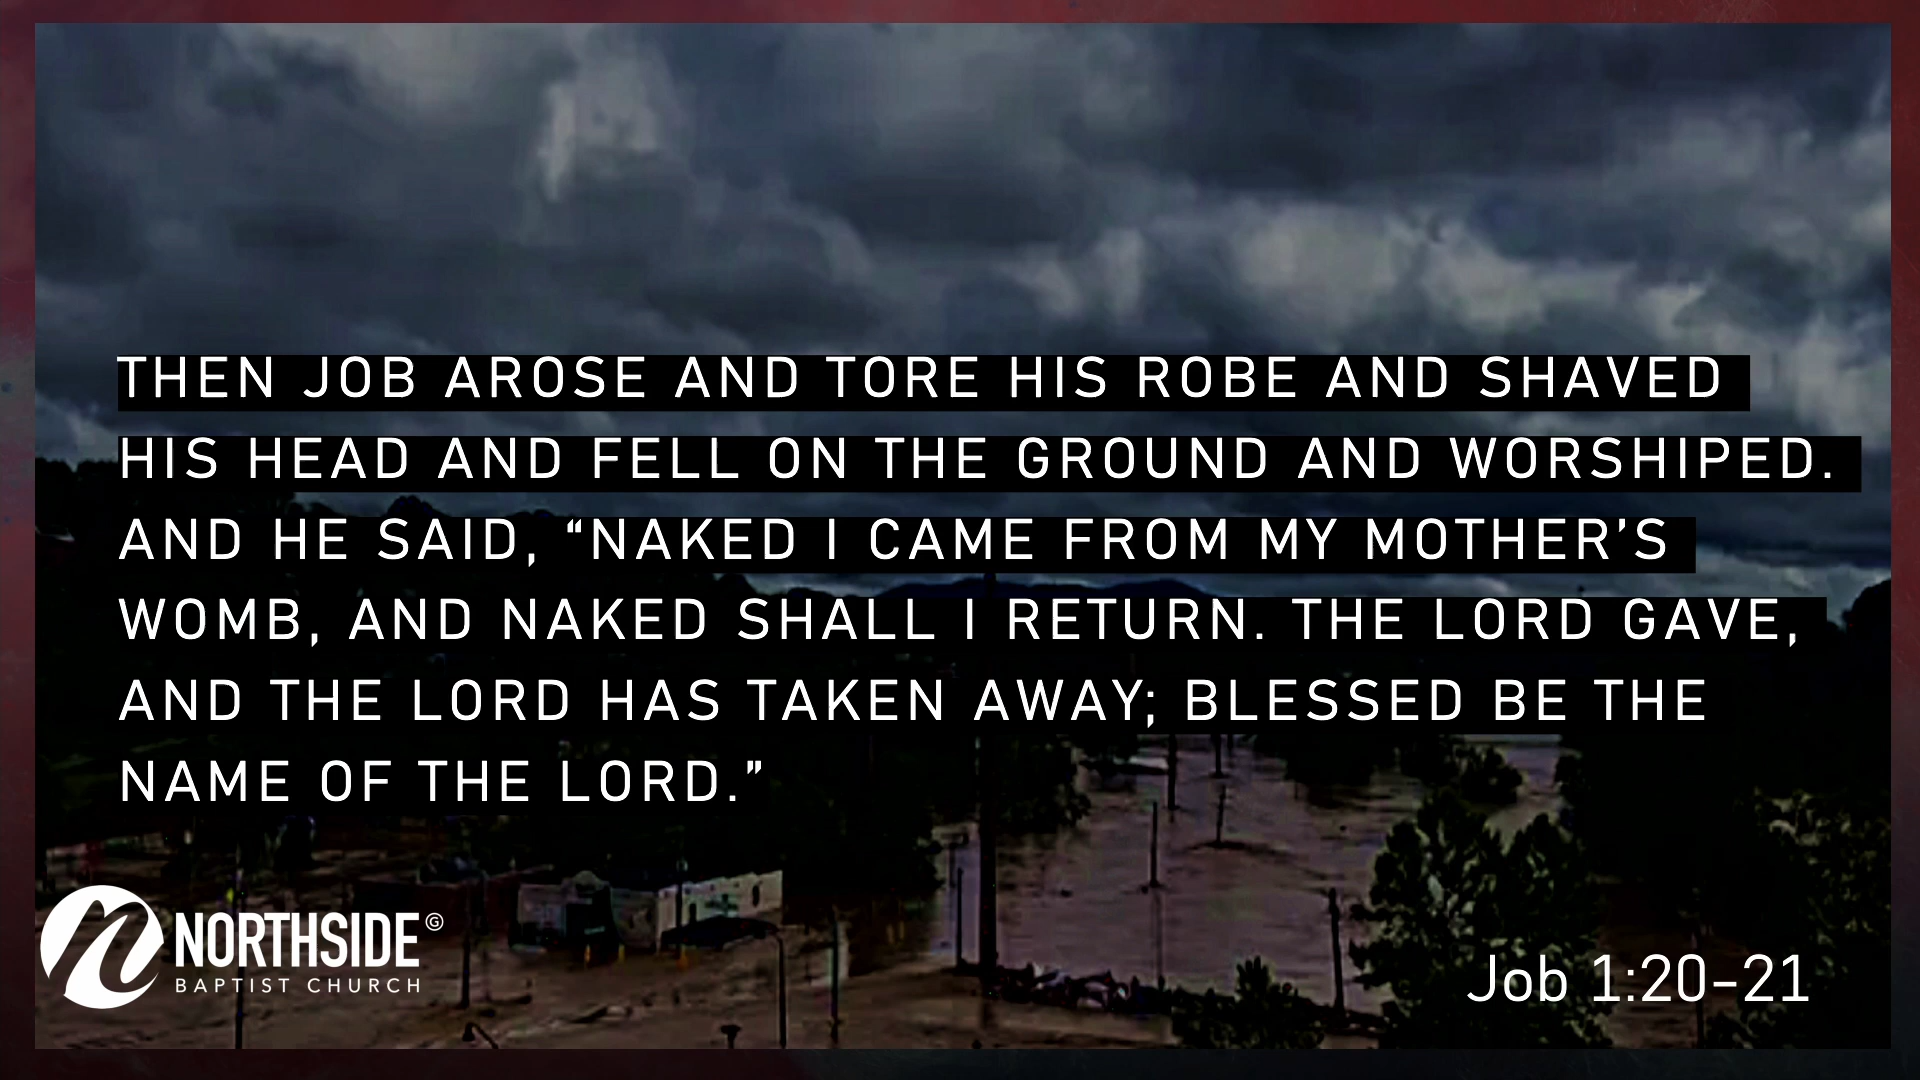 THEN JOB AROSE AND TORE HIS ROBE AND SHAVED
HIS HEAD AND FELL ON THE GROUND AND WORSHIPED.
AND HE SAID, “NAKED I CAME FROM MY MOTHER’S
WOMB, AND NAKED SHALL I RETURN. THE LORD GAVE,
AND THE LORD HAS TAKEN AWAY; BLESSED BE THE
NAME OF THE LORD.”
n NORTHSIDE G
BAPTIST CHURCH
Job 1:20–21